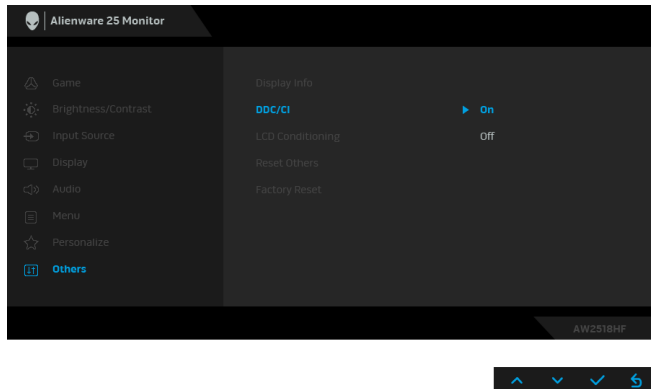 Alienware 25 Monitor
Game
Brightness/Contrast
Input Source
Display
Audio
Menu
Personalize
Others
Display Info
DDC/CI
On
LCD Conditioning
Off
Reset Others
Factory Reset
AW2518HF